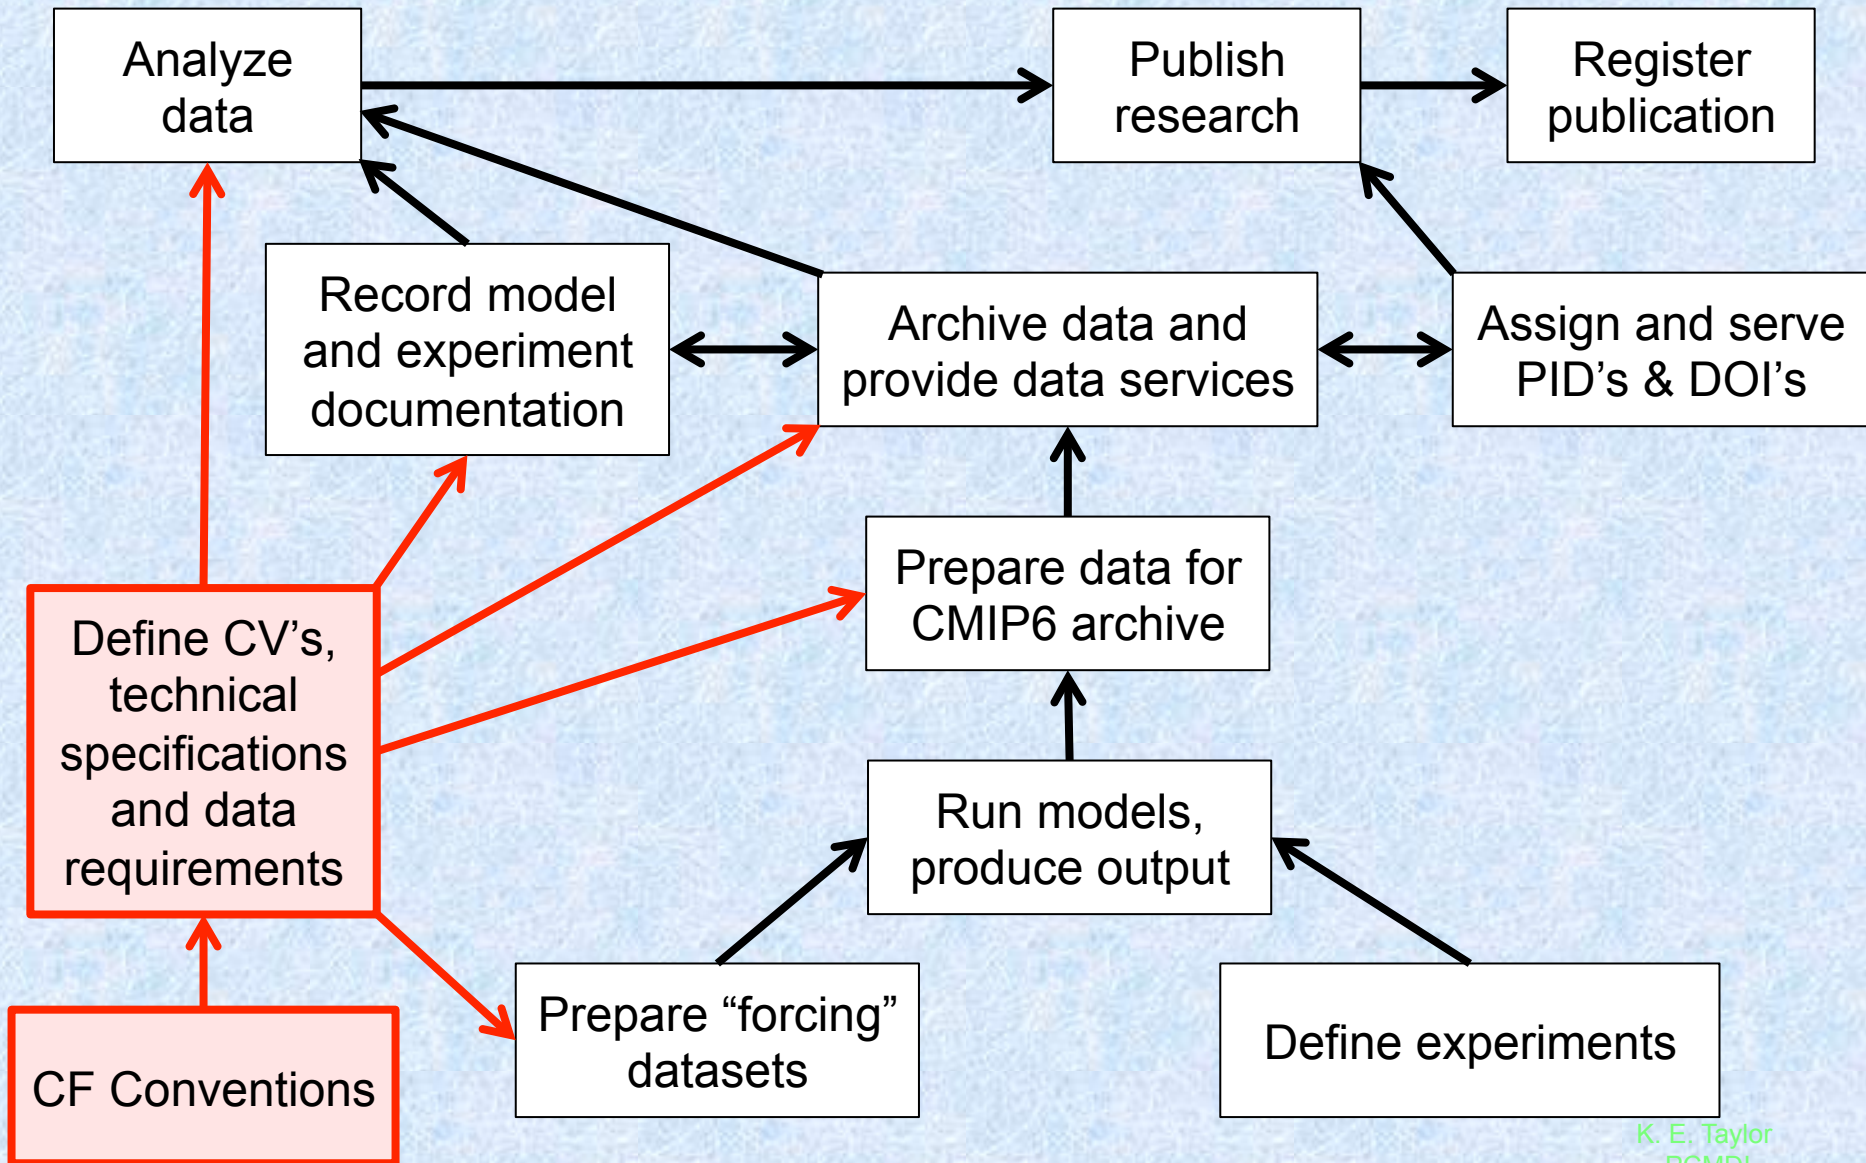 Analyze
data
Publish
research
Register
publication
Record model
and experiment
documentation
Archive data and
provide data services
Assign and serve
PID’s & DOI’s
Prepare data for
CMIP6 archive
Define CV’s,
technical
specifications
and data
requirements
Run models,
produce output
Prepare “forcing”
datasets
Define experiments
CF Conventions
K. E. Taylor